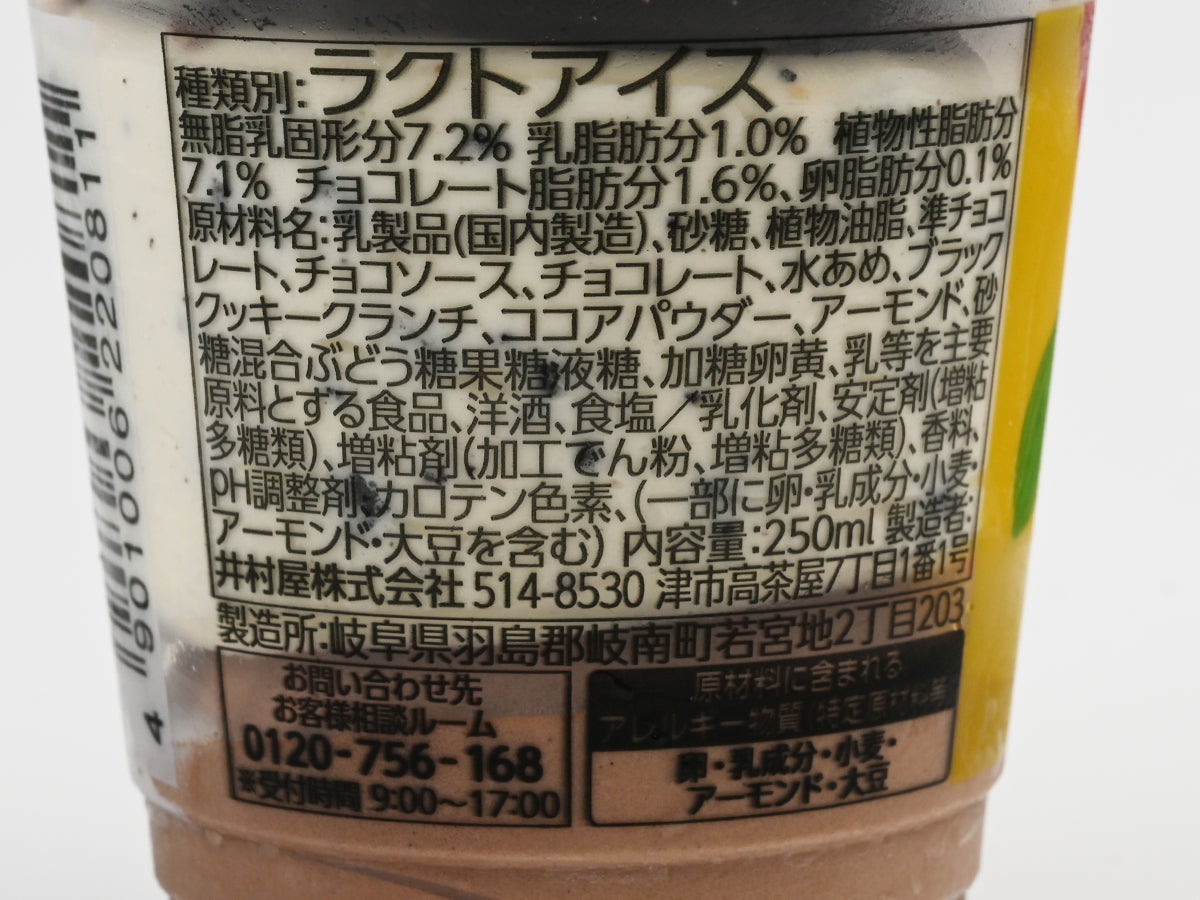 種類別:ラクトアイス
無脂乳固形分7.2% 乳脂肪分1.0% 植物性脂肪分
7.1% チョコレート脂肪分1.6%、卵脂肪分0.1%
原材料名:乳製品(国内製造)、砂糖、植物油脂、準チョコ
レート、チョコソース、チョコレート、水あめ、ブラック
クッキークランチ、ココアパウダー、アーモンド、砂
糖混合ぶどう糖果糖液糖、加糖卵黄、乳等を主要
原料とする食品、洋酒、食塩/乳化剤、安定剤(増粘
多糖類)、増粘剤(加工でん粉、増粘多糖類)、香料、
pH調整剤、カロテン色素、(一部に卵・乳成分・小麦・
アーモンド・大豆を含む) 内容量:250ml 製造者:
井村屋株式会社 514-8530 津市高茶屋7丁目1番1号
製造所:岐阜県羽島郡岐南町若宮地2丁目203
お問い合わせ先
お客様相談ルーム
0120-756-168
※受付時間 9:00〜17:00
原材料に含まれる
アレルギー物質(特定原材料等
卵・乳成分・小麦・
アーモンド・大豆
4 901006 220811